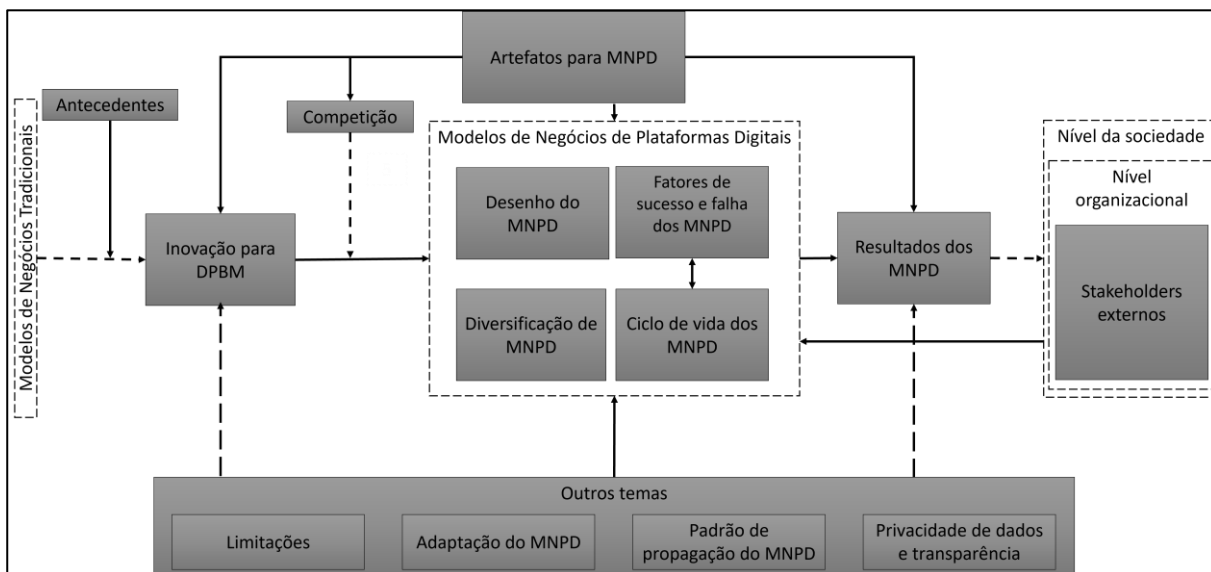 Artefatos para MNPD
Antecedentes
Competição
Modelos de Negócios Tradicionais
Inovação para
DPBM
Modelos de Negócios de Plataformas Digitais
Desenho do
MNPD
Fatores de
sucesso e falha
dos MNPD
Diversificação de
MNPD
Ciclo de vida dos
MNPD
Resultados dos
MNPD
Nível da sociedade
Nível
organizacional
Stakeholders
externos
Outros temas
Limitações
Adaptação do MNPD
Padrão de
propagação do MNPD
Privacidade de dados
e transparência